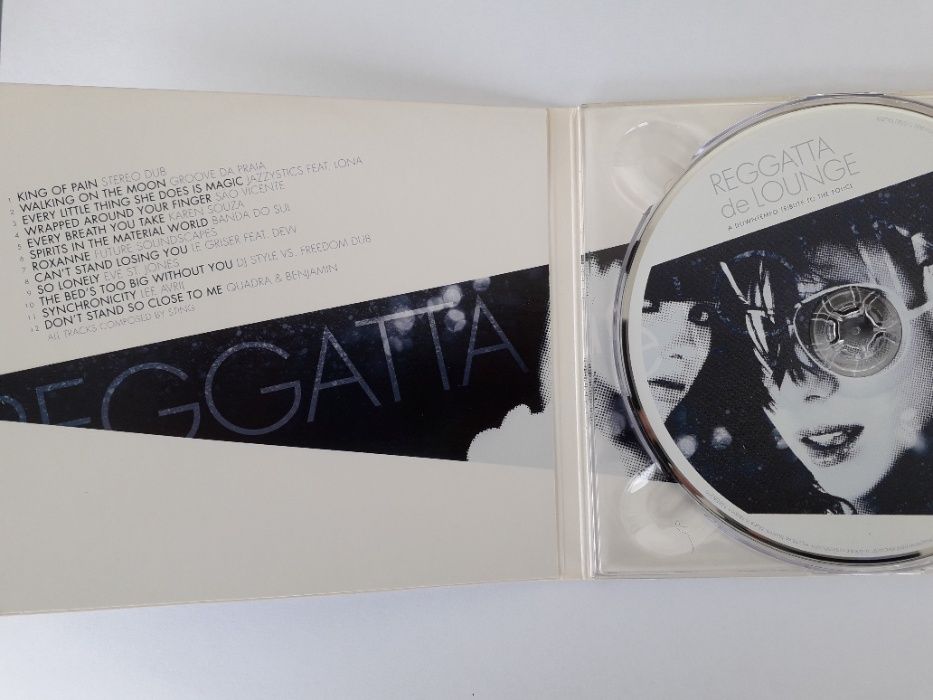 1 KING OF PAIN STEREO DUB
2 WALKING ON THE MOON GROOVE DA PRAIA
3 EVERY LITTLE THING SHE DOES IS MAGIC JAZZYSTICS FEAT. LONA
4 WRAPPED AROUND YOUR FINGER SAO VICENTE
5 EVERY BREATH YOU TAKE KAREN SOUZA
6 SPIRITS IN THE MATERIAL WORLD BANDA DO SUL
7 ROXANNE FUTURE SOUNDSCAPES
8 CAN'T STAND LOSING YOU LE GRISER FEAT. DEW
9 SO LONELY EVE ST. JONES
10 THE BED'S TOO BIG WITHOUT YOU DJ STYLE VS. FREEDOM DUB
11 SYNCHRONICITY LEE AVRIL
12 DON'T STAND SO CLOSE TO ME QUADRA & BENJAMIN
ALL TRACKS COMPOSED BY STING
REGGATTA
REGGATTA
de LOUNGE
A DOWNTEMPO TRIBUTE TO THE POLICE